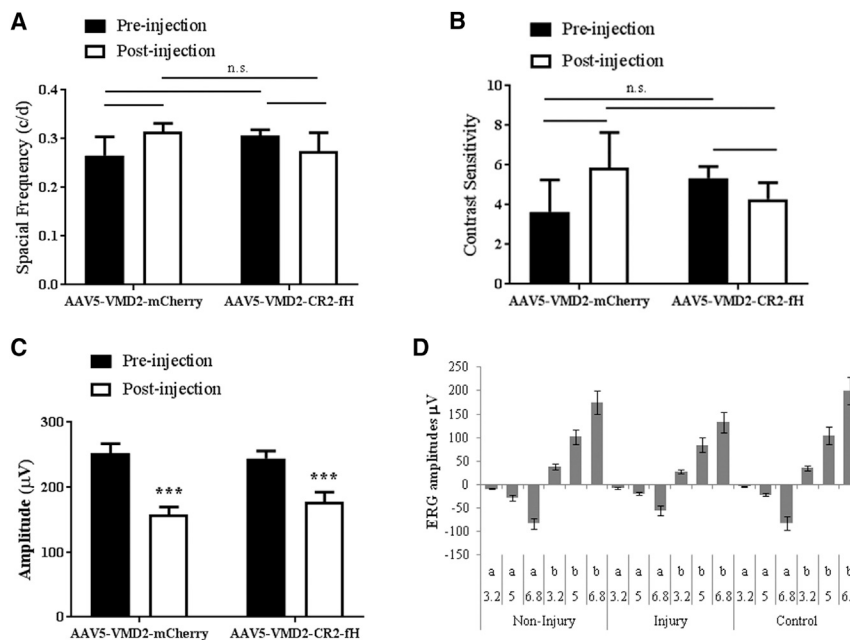 A
Pre-injection
Post-injection
n.s.
Spacial Frequency (c/d)
0.4
0.3
0.2
0.1
0.0
AAV5-VMD2-mCherry AAV5-VMD2-CR2-fH
B
Pre-injection
Post-injection
n.s.
Contrast Sensitivity
10
8
6
4
2
0
AAV5-VMD2-mCherry AAV5-VMD2-CR2-fH
C
Pre-injection
Post-injection
Amplitude (μV)
300
200
100
0
*** ***
AAV5-VMD2-mCherry AAV5-VMD2-CR2-fH
D
ERG amplitudes μV
250
200
150
100
50
0
-50
-100
-150
a a a b b b a a a b b b a a a b b b
3.2 5 6.8 3.2 5 6.8 3.2 5 6.8 3.2 5 6.8 3.2 5 6.8 3.2 5 6.
Non-Injury Injury Control